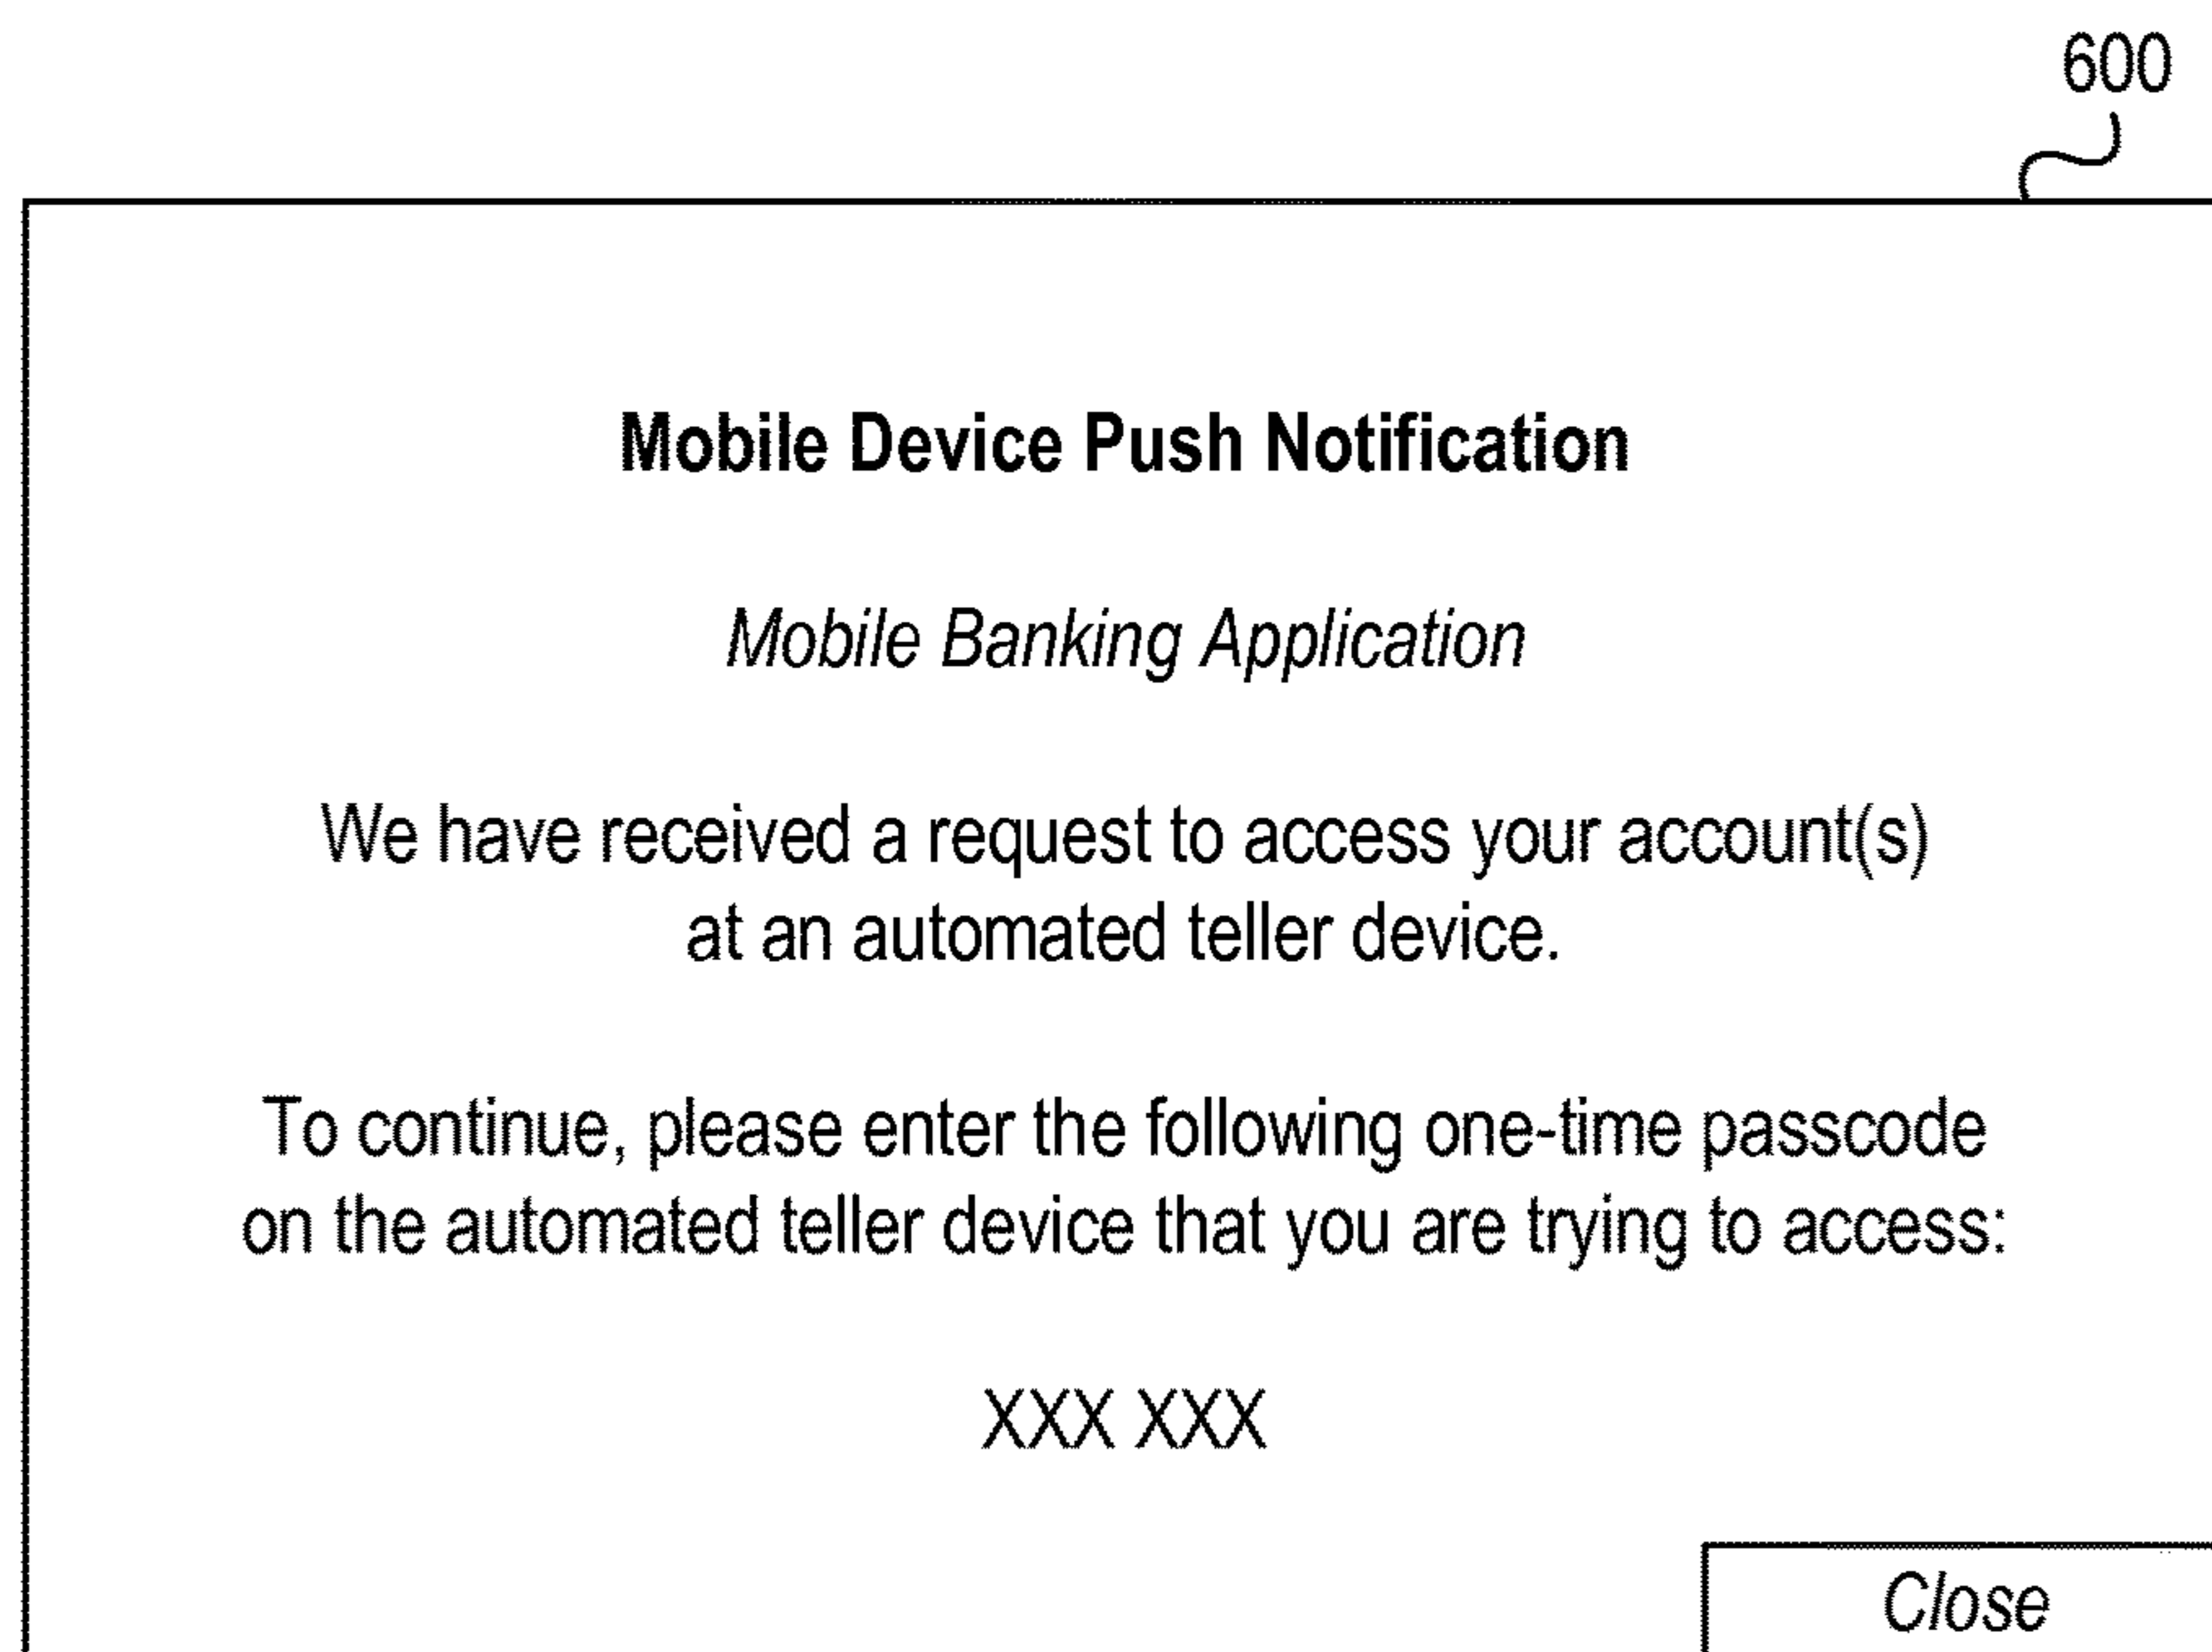 600
Mobile Device Push Notification
Mobile Banking Application
We have received a request to access your account(s)
at an automated teller device.
To continue, please enter the following one-time passcode
on the automated teller device that you are trying to access:
XXX XXX
Close